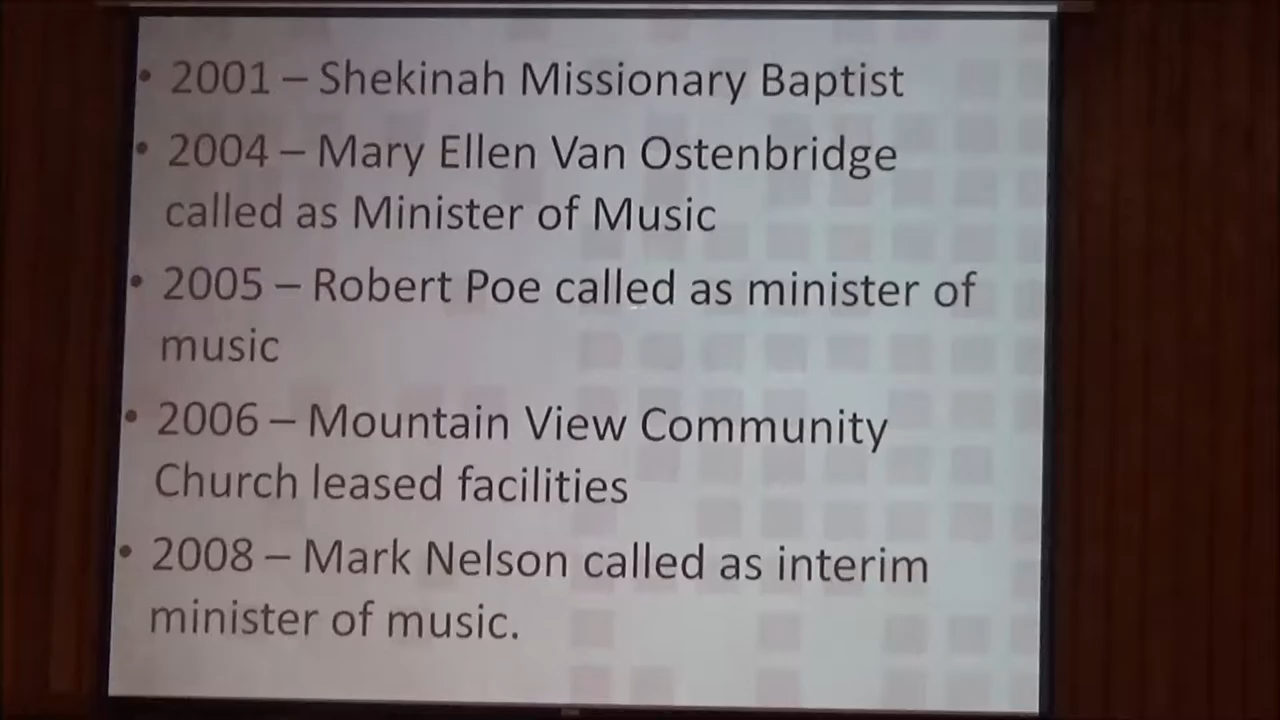 • 2001 – Shekinah Missionary Baptist
• 2004 – Mary Ellen Van Ostenbridge
called as Minister of Music
• 2005 – Robert Poe called as minister of
music
• 2006 – Mountain View Community
Church leased facilities
• 2008 – Mark Nelson called as interim
minister of music.